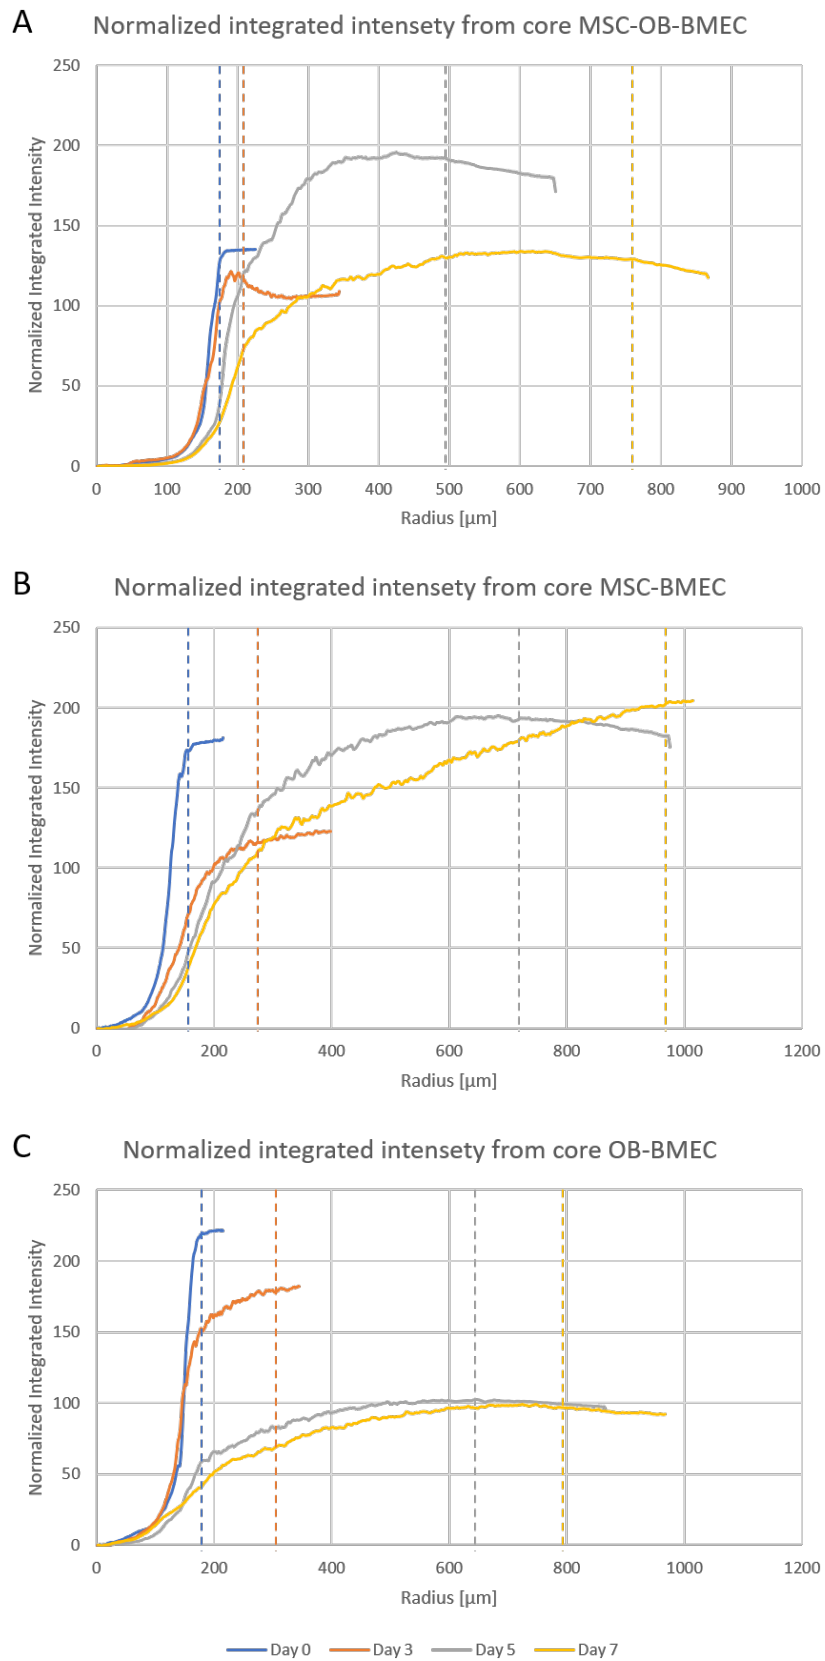 A
Normalized integrated intensety from core MSC-OB-BMEC
Normalized Integrated Intensity
250
200
150
100
50
0
0 100 200 300 400 500 600 700 800 900 1000
Radius [µm]
B
Normalized integrated intensety from core MSC-BMEC
Normalized Integrated Intensity
250
200
150
100
50
0
0 200 400 600 800 1000 1200
Radius [µm]
C
Normalized integrated intensety from core OB-BMEC
Normalized Integrated Intensity
250
200
150
100
50
0
0 200 400 600 800 1000 1200
Radius [µm]
Day 0 Day 3 Day 5 Day 7